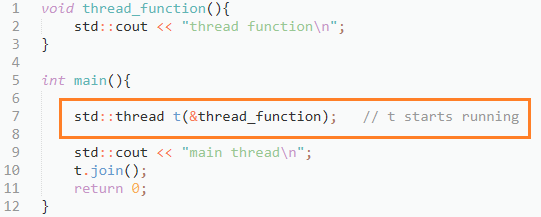 1 void thread_function(){
2     std::cout << "thread function\n";
3 }
4
5 int main(){
6
7     std::thread t(&thread_function);   // t starts running
8
9     std::cout << "main thread\n";
10     t.join();
11     return 0;
12 }